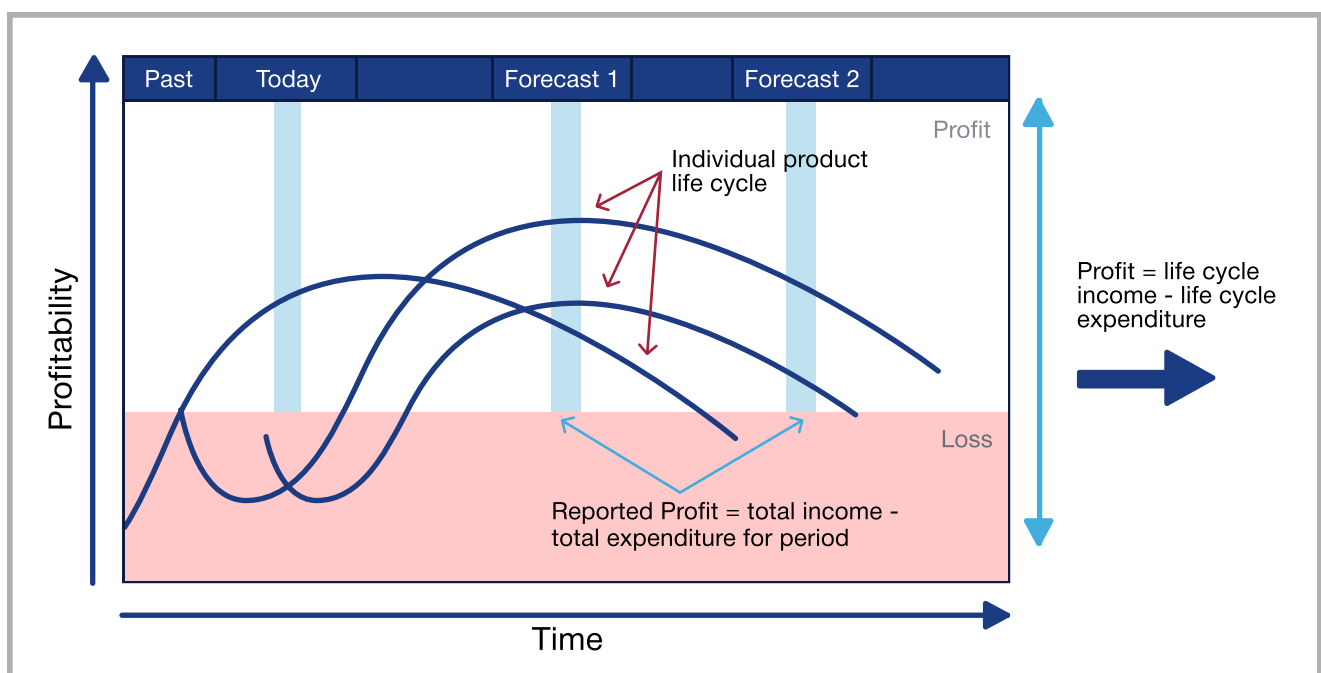 Past
Today
Forecast 1
Forecast 2
Profit
Individual product
life cycle
Profit = life cycle
income - life cycle
expenditure
Profitability
Loss
Reported Profit = total income -
total expenditure for period
Time